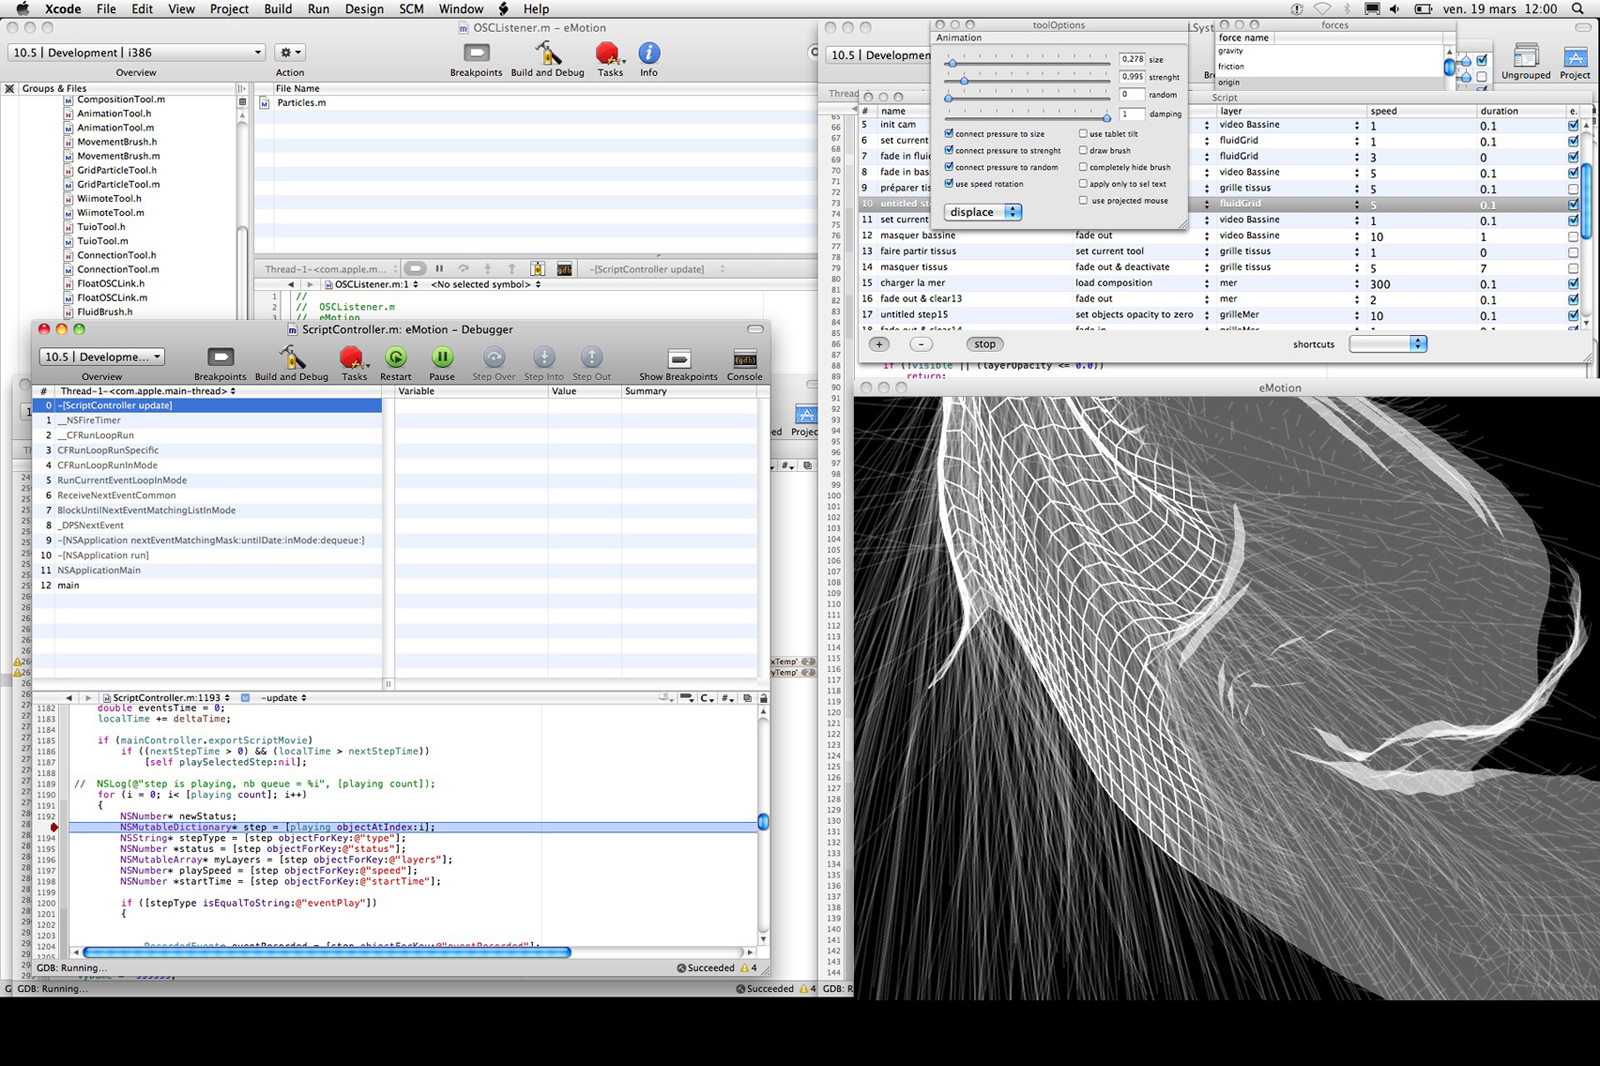 Xcode File Edit View Project Build Run Design SCM Window Help ven. 19 mars 12:00
OSCListener.m - eMotion
10.5 | Development | i386
Overview
Action
Breakpoints
Build and Debug
Tasks
Info
Groups & Files
CompositionTool.m
AnimationTool.h
AnimationTool.m
MovementBrush.h
MovementBrush.m
GridParticleTool.h
GridParticleTool.m
WiimoteTool.h
WiimoteTool.m
TuioTool.h
TuioTool.m
ConnectionTool.h
ConnectionTool.m
FloatOSCLink.h
FloatOSCLink.m
FluidBrush.h
File Name
Particles.m
Thread-1-<com.apple.m...
-[ScriptController update]
OSCListener.m:1 <No selected symbol>
1 //
2 // OSCListener.m
3 // eMotion
ScriptController.m: eMotion - Debugger
10.5 | Developme...
Overview
Breakpoints
Build and Debug
Tasks
Restart
Pause
Step Over
Step Into
Step Out
Show Breakpoints
Console
# Thread-1-<com.apple.main-thread>
0 -[ScriptController update]
1 __NSFireTimer
2 __CFRunLoopRun
3 CFRunLoopRunSpecific
4 CFRunLoopRunInMode
5 RunCurrentEventLoopInMode
6 ReceiveNextEventCommon
7 BlockUntilNextEventMatchingListInMode
8 _DPSNextEvent
9 -[NSApplication nextEventMatchingMask:untilDate:inMode:dequeue:]
10 -[NSApplication run]
11 NSApplicationMain
12 main
Variable Value Summary
ScriptController.m:1193 -update
1182 double eventsTime = 0;
1183 localTime += deltaTime;
1184
1185 if (mainController.exportScriptMovie)
1186 if ((nextStepTime > 0) && (localTime > nextStepTime))
1187 [self playSelectedStep:nil];
1188
1189 // NSLog(@"step is playing, nb queue = %i", [playing count]);
1190 for (i = 0; i< [playing count]; i++)
1191 {
1192 NSNumber* newStatus;
NSMutableDictionary* step = [playing objectAtIndex:i];
1194 NSString* stepType = [step objectForKey:@"type"];
1195 NSNumber *status = [step objectForKey:@"status"];
1196 NSMutableArray* myLayers = [step objectForKey:@"layers"];
1197 NSNumber* playSpeed = [step objectForKey:@"speed"];
1198 NSNumber *startTime = [step objectForKey:@"startTime"];
1199
1200 if ([stepType isEqualToString:@"eventPlay"])
1201 {
1203
1204 RecordedEvent* eventRecorded = [step objectForKey:@"eventRecorded"];
GDB: Running...
Succeeded 4
GDB: Running...
Succeeded 4
GDB: R
toolOptions
Animation
0,278 size
0,995 strenght
0 random
1 damping
connect pressure to size
connect pressure to strenght
connect pressure to random
use speed rotation
use tablet tilt
draw brush
completely hide brush
apply only to sel text
use projected mouse
displace
forces
force name
gravity
friction
origin
Ungrouped
Project
10.5 | Developmen
Script
# name layer speed duration e.
5 init cam video Bassine 1 0.1
6 set current fluidGrid 1 0.1
7 fade in fluid fluidGrid 3 0
8 fade in bas video Bassine 5 0.1
9 préparer tis grille tissus 5 0.1
10 untitled ste fluidGrid 5 0.1
11 set current video Bassine 1 0.1
12 masquer bassine fade out video Bassine 10 1
13 faire partir tissus set current tool grille tissus 1 0
14 masquer tissus fade out & deactivate grille tissus 5 7
15 charger la mer load composition mer 300 0.1
16 fade out & clear13 fade out mer 2 0.1
17 untitled step15 set objects opacity to zero grilleMer 10 0.1
18 fade out & clear14 fade in grilleMer 1 0.1
+ - stop shortcuts
if (!visible || (layerOpacity <= 0.0))
return;
eMotion